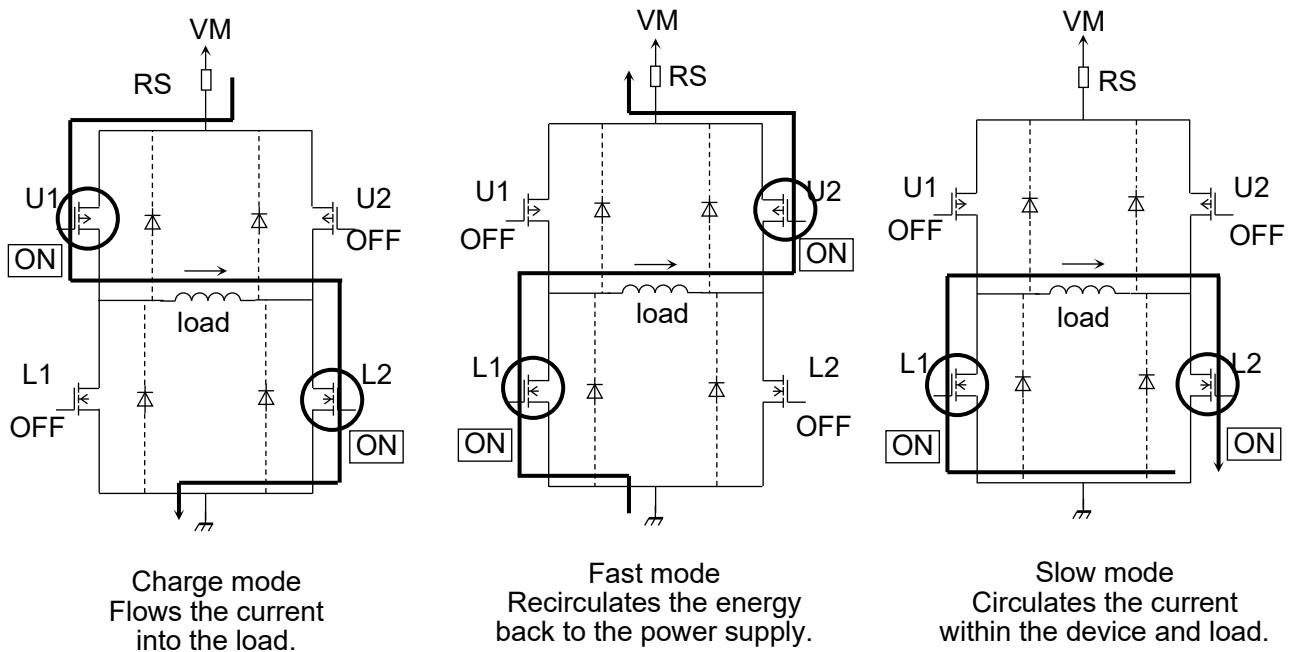 VM
RS
U1
U2
ON
OFF
load
L1
L2
OFF
ON
Charge mode
Flows the current
into the load.
VM
RS
U1
U2
OFF
ON
load
L1
L2
ON
OFF
Fast mode
Recirculates the energy
back to the power supply.
VM
RS
U1
U2
OFF
OFF
load
L1
L2
ON
ON
Slow mode
Circulates the current
within the device and load.